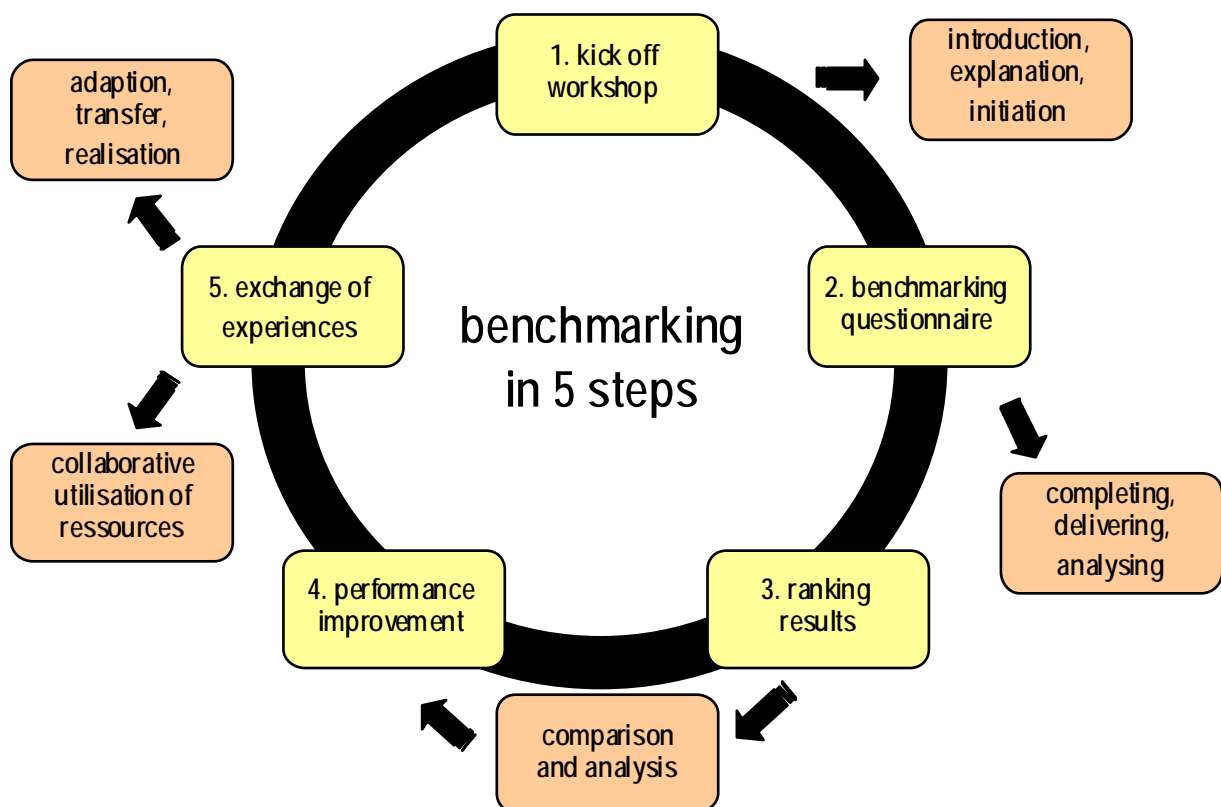 1. kick off
workshop
introduction,
explanation,
initiation
2. benchmarking
questionnaire
completing,
delivering,
analysing
3. ranking
results
comparison
and analysis
4. performance
improvement
5. exchange of
experiences
collaborative
utilisation of
ressources
adaption,
transfer,
realisation
benchmarking
in 5 steps